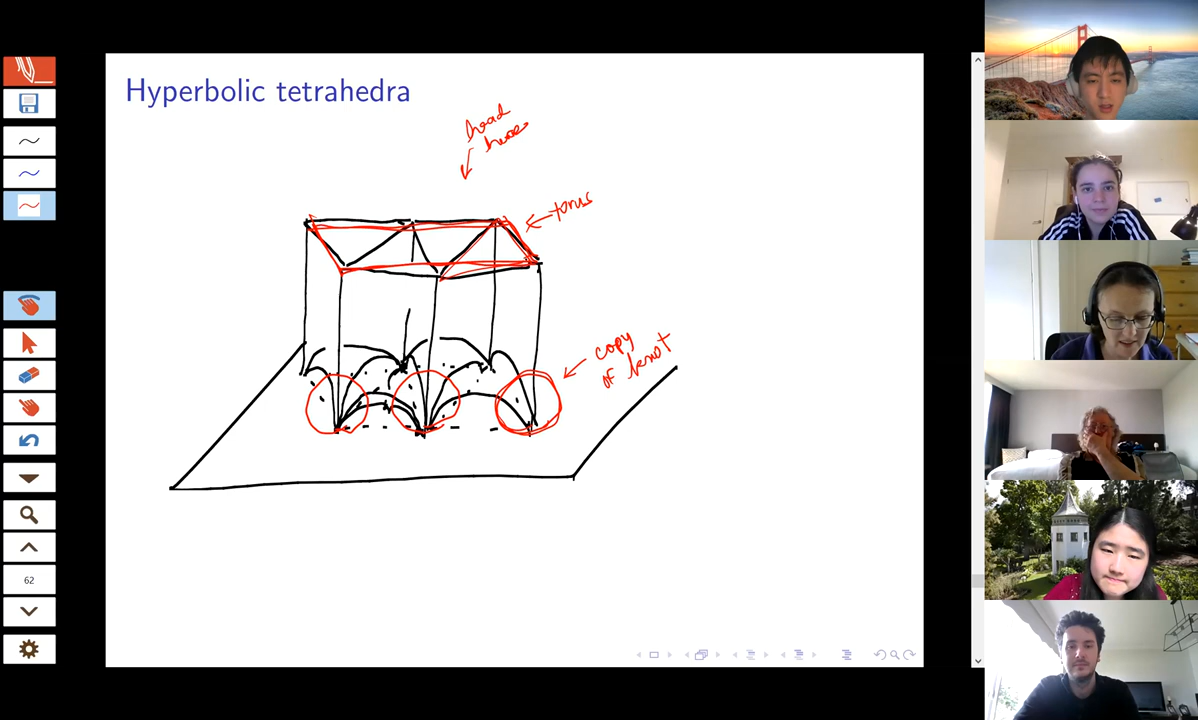 Hyperbolic tetrahedra
head
here
torus
copy
of knot
62